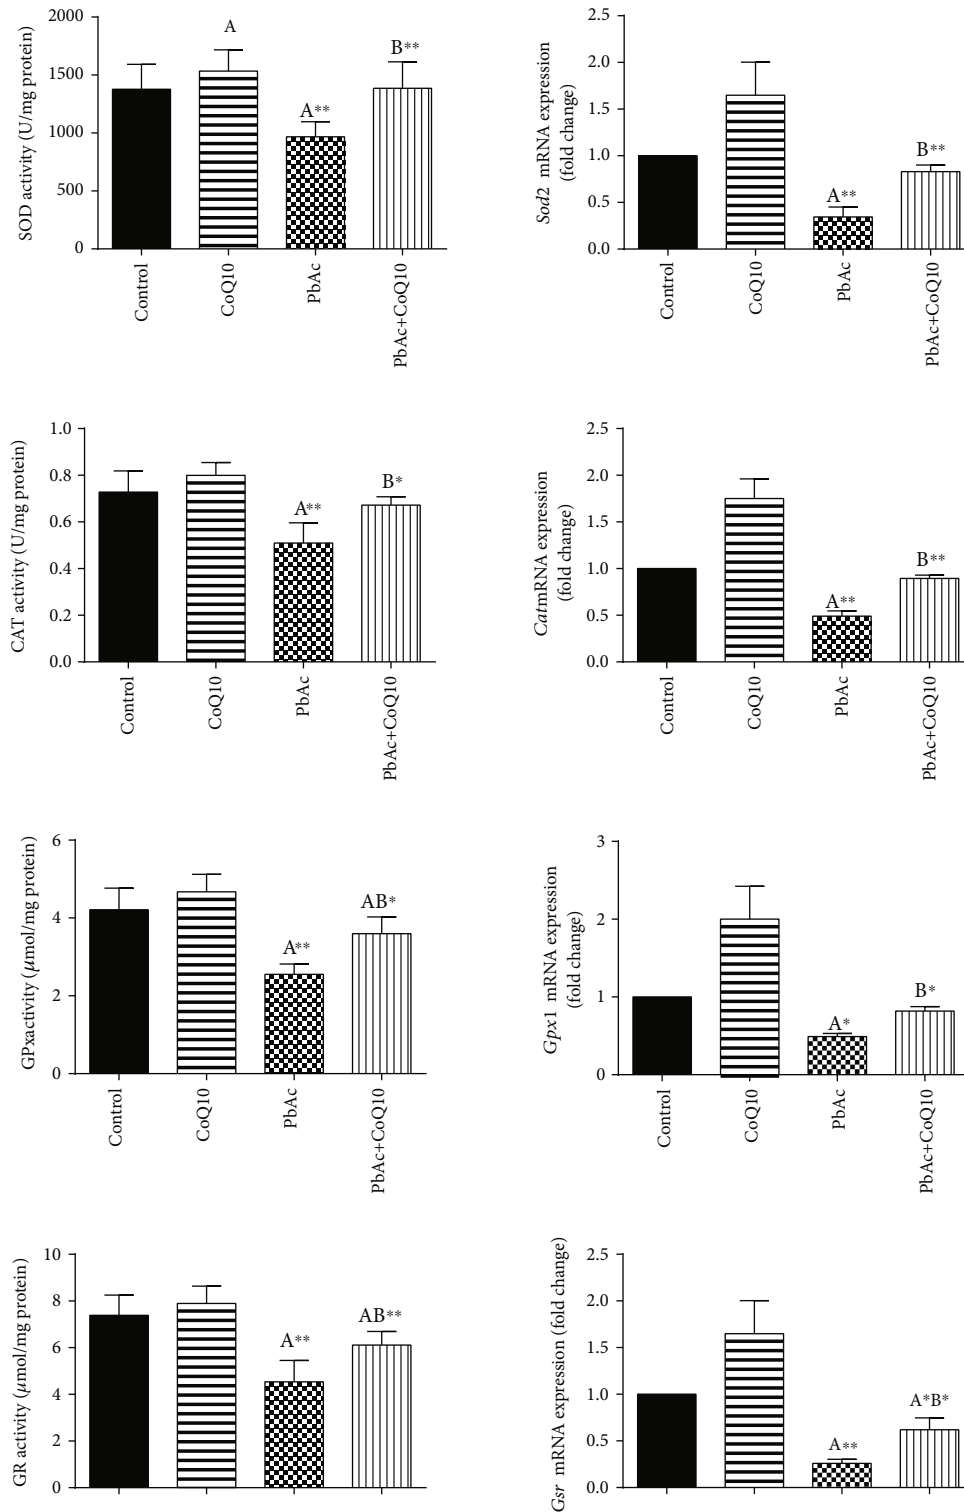 SOD activity (U/mg protein)
2000
1500
1000
500
0
A
A**
B**
Control
CoQ10
PbAc
PbAc+CoQ10
Sod2 mRNA expression
(fold change)
2.5
2.0
1.5
1.0
0.5
0.0
A**
B**
Control
CoQ10
PbAc
PbAc+CoQ10
CAT activity (U/mg protein)
1.0
0.8
0.6
0.4
0.2
0.0
A**
B*
Control
CoQ10
PbAc
PbAc+CoQ10
CatmRNA expression
(fold change)
2.5
2.0
1.5
1.0
0.5
0.0
A**
B**
Control
CoQ10
PbAc
PbAc+CoQ10
GPxactivity (μmol/mg protein)
6
4
2
0
A**
AB*
Control
CoQ10
PbAc
PbAc+CoQ10
Gpx1 mRNA expression
(fold change)
3
2
1
0
A*
B*
Control
CoQ10
PbAc
PbAc+CoQ10
GR activity (μmol/mg protein)
10
8
6
4
2
0
A**
AB**
Gsr mRNA expression (fold change)
2.5
2.0
1.5
1.0
0.5
0.0
A**
A*B*